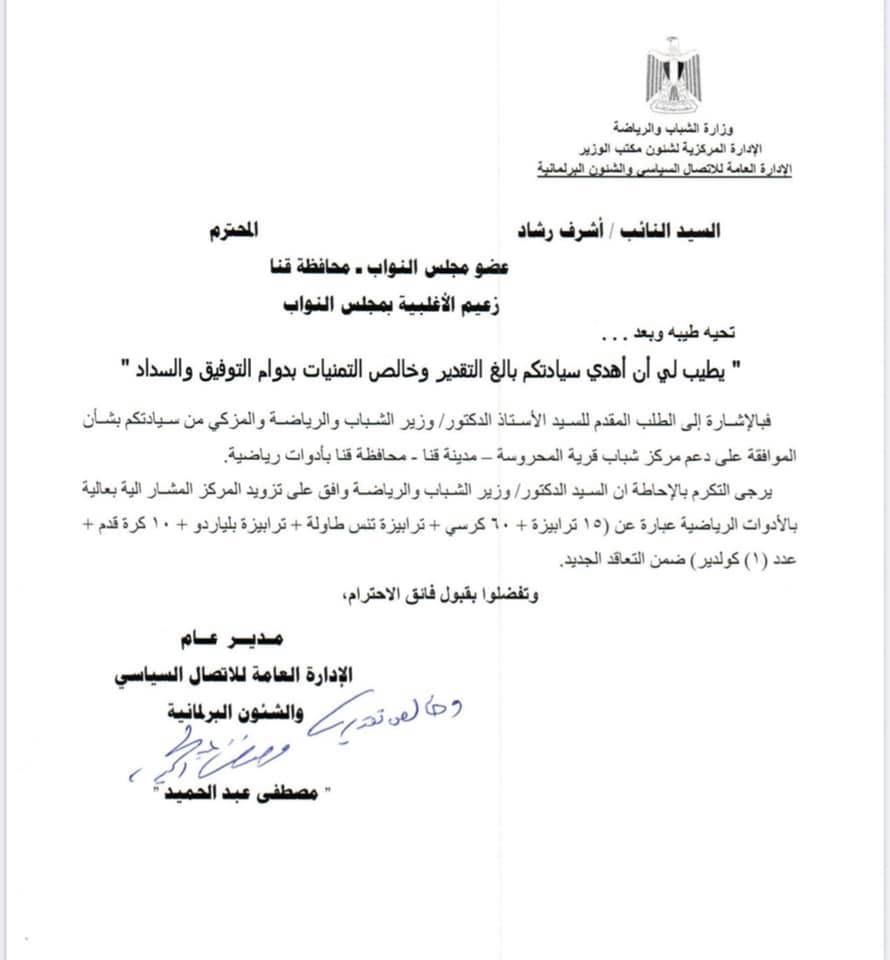 وزارة الشباب والرياضة
الإدارة المركزية لشئون مكتب الوزير
الإدارة العامة للاتصال السياسي والشئون البرلمانية
السيد النائب / أشرف رشاد المحترم
عضو مجلس النواب - محافظة قنا
زعيم الأغلبية بمجلس النواب
تحيه طيبه وبعد ...
" يطيب لي أن أهدي سيادتكم بالغ التقدير وخالص التمنيات بدوام التوفيق والسداد "
فبالإشارة إلى الطلب المقدم للسيد الأستاذ الدكتور/ وزير الشباب والرياضة والمزكي من سيادتكم بشأن
الموافقة على دعم مركز شباب قرية المحروسة – مدينة قنا - محافظة قنا بأدوات رياضية.
يرجى التكرم بالإحاطة ان السيد الدكتور/ وزير الشباب والرياضة وافق على تزويد المركز المشار الية بعالية
بالأدوات الرياضية عبارة عن (١٥ ترابيزة + ٦٠ كرسي + ترابيزة تنس طاولة + ترابيزة بلياردو + ١٠ كرة قدم +
عدد (١) كولدير) ضمن التعاقد الجديد.
وتفضلوا بقبول فائق الاحترام،
مدير عام
الإدارة العامة للاتصال السياسي
والشئون البرلمانية
وخالص تقديري
" مصطفى عبد الحميد "